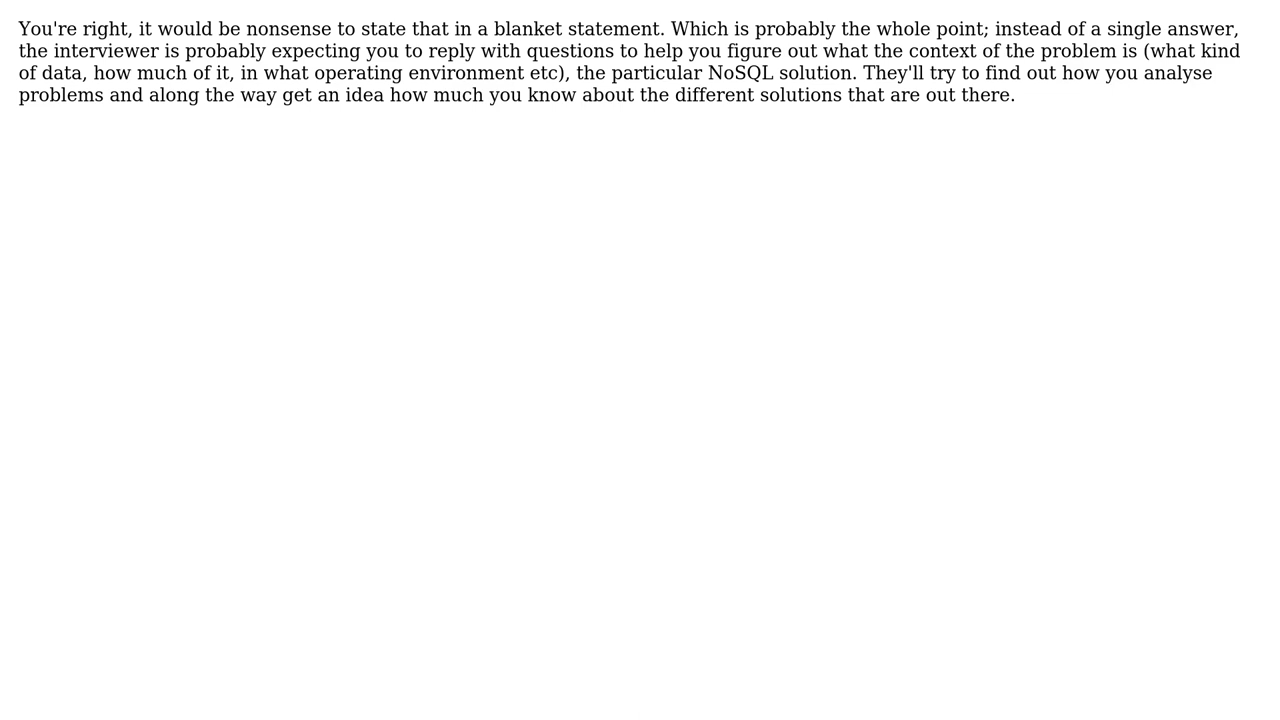 You're right, it would be nonsense to state that in a blanket statement. Which is probably the whole point; instead of a single answer,
the interviewer is probably expecting you to reply with questions to help you figure out what the context of the problem is (what kind
of data, how much of it, in what operating environment etc), the particular NoSQL solution. They'll try to find out how you analyse
problems and along the way get an idea how much you know about the different solutions that are out there.